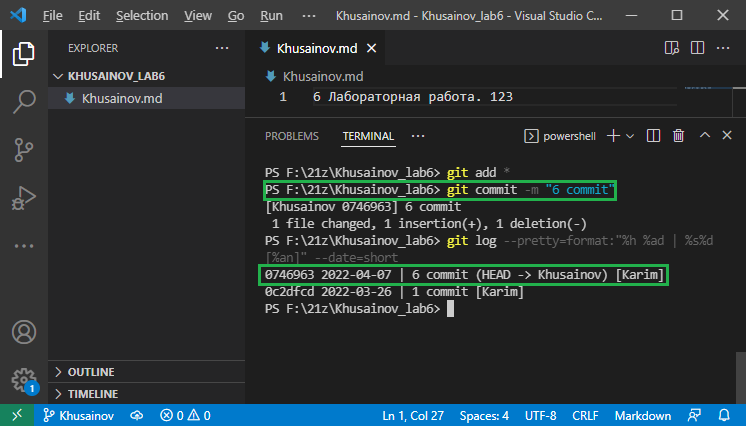 File Edit Selection View Go Run ··· Khusainov.md - Khusainov_lab6 - Visual Studio C...
EXPLORER ···
KHUSAINOV_LAB6
Khusainov.md
OUTLINE
TIMELINE
1
Khusainov.md
Khusainov.md
1 6 Лабораторная работа. 123
PROBLEMS TERMINAL ··· powershell
PS F:\21z\Khusainov_lab6> git add *
PS F:\21z\Khusainov_lab6> git commit -m "6 commit"
[Khusainov 0746963] 6 commit
1 file changed, 1 insertion(+), 1 deletion(-)
PS F:\21z\Khusainov_lab6> git log --pretty=format:"%h %ad | %s%d
[%an]" --date=short
0746963 2022-04-07 | 6 commit (HEAD -> Khusainov) [Karim]
0c2dfcd 2022-03-26 | 1 commit [Karim]
PS F:\21z\Khusainov_lab6>
Khusainov 0 0 Ln 1, Col 27 Spaces: 4 UTF-8 CRLF Markdown